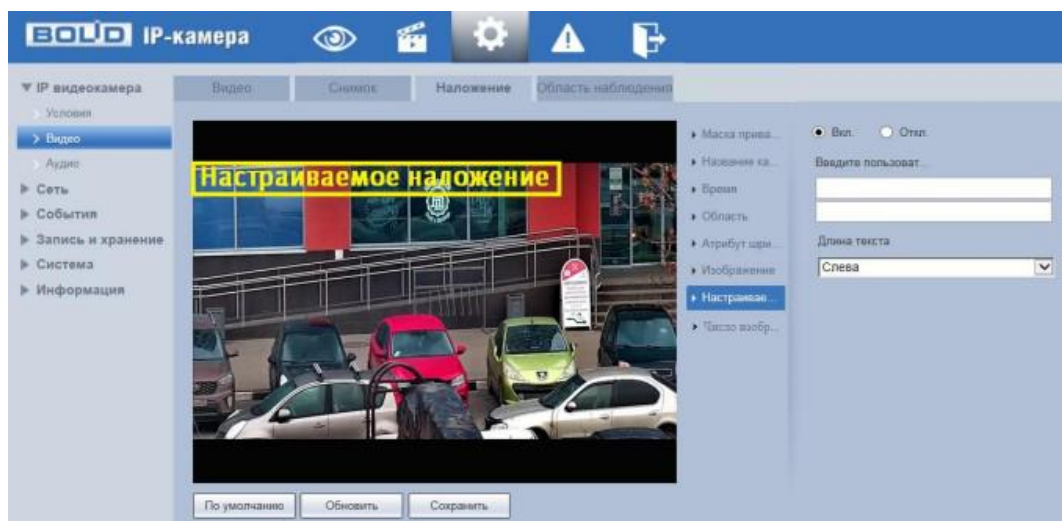 BOLID IP-камера
IP видеокамера
Условия
Видео
Аудио
Сеть
События
Запись и хранение
Система
Информация
Видео
Снимок
Наложение
Область наблюдения
Настраиваемое наложение
По умолчанию
Обновить
Сохранить
Маска прива...
Название ка...
Время
Область
Атрибут шри...
Изображение
Настраивае...
Число изобр...
Вкл.
Откл.
Введите пользоват...
Длина текста
Слева